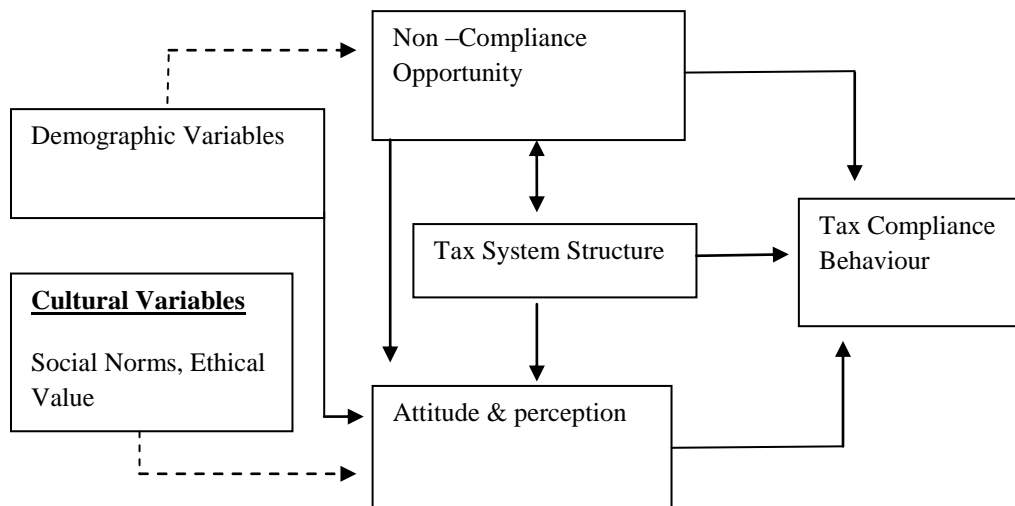 Non –Compliance
Opportunity
Demographic Variables
Tax System Structure
Tax Compliance
Behaviour
Cultural Variables
Social Norms, Ethical
Value
Attitude & perception